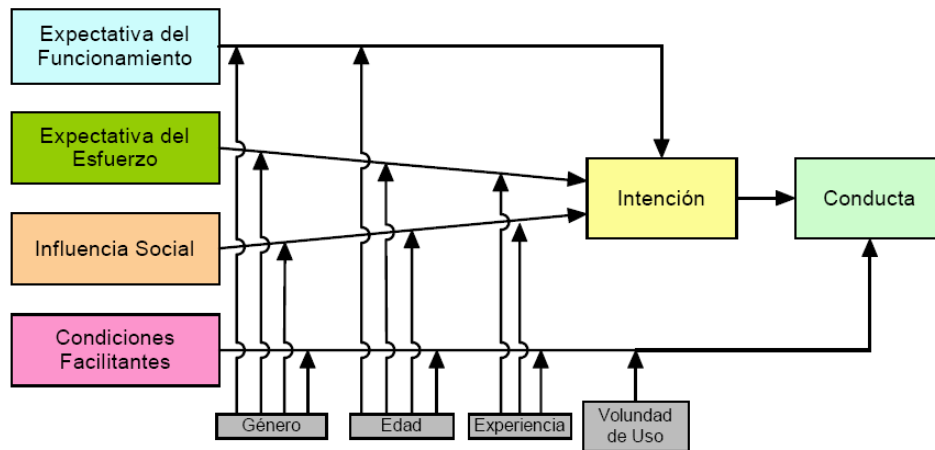 Expectativa del
Funcionamiento
Expectativa del
Esfuerzo
Intención
Conducta
Influencia Social
Condiciones
Facilitantes
Género
Edad
Experiencia
Volundad
de Uso